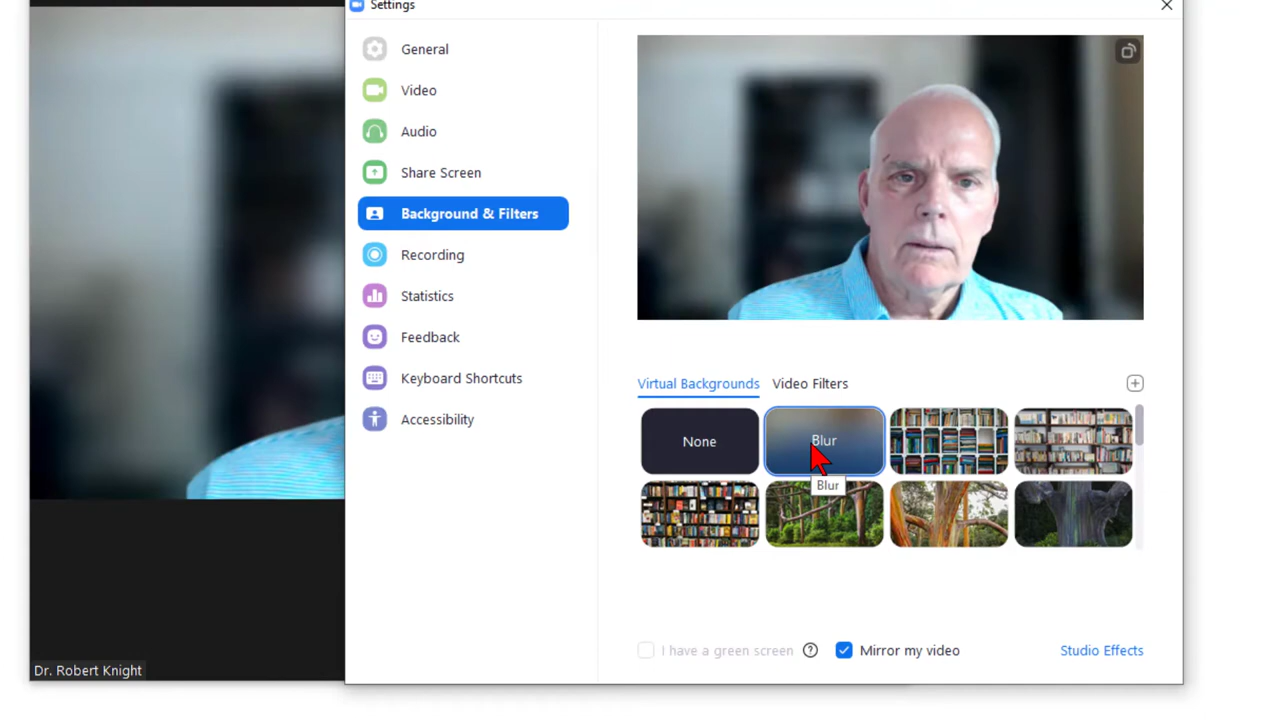 Settings
General
Video
Audio
Share Screen
Background & Filters
Recording
Statistics
Feedback
Keyboard Shortcuts
Accessibility
Virtual Backgrounds
Video Filters
None
Blur
Blur
I have a green screen
Mirror my video
Studio Effects
Dr. Robert Knight